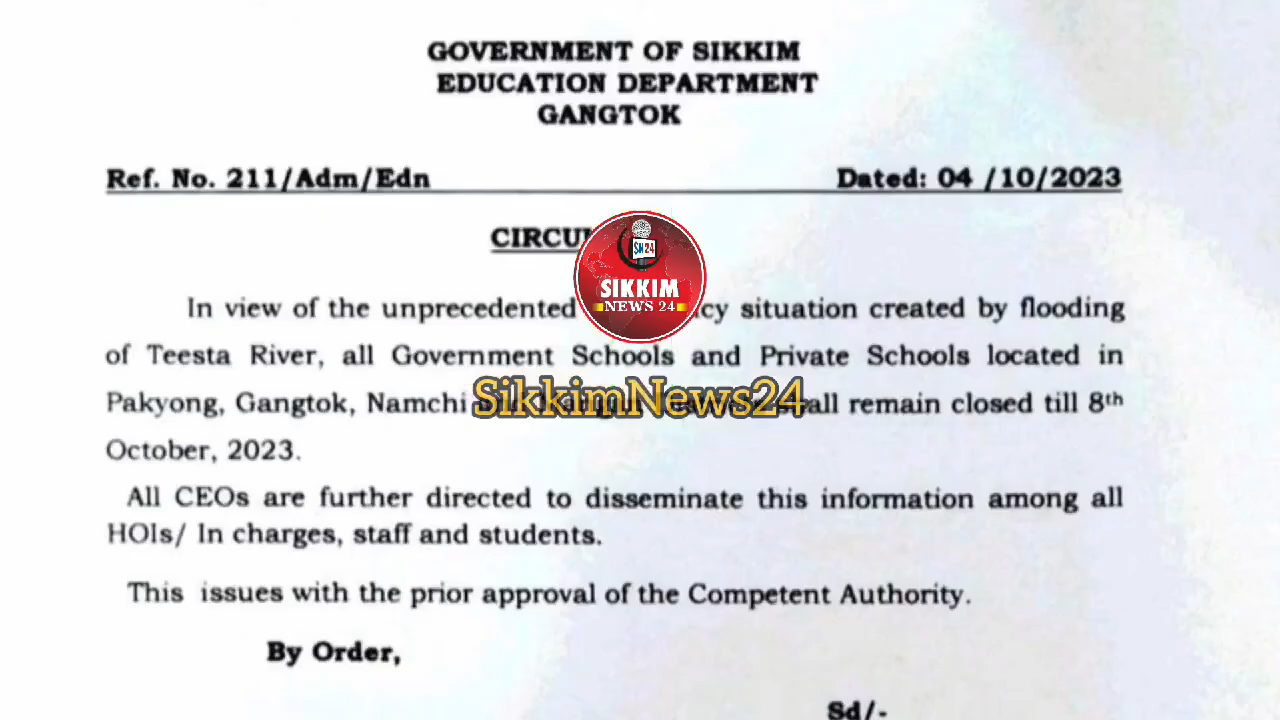 GOVERNMENT OF SIKKIM
EDUCATION DEPARTMENT
GANGTOK
Ref. No. 211/Adm/Edn Dated: 04 /10/2023
CIRCU
SN24
SIKKIM
NEWS 24
In view of the unprecedented cy situation created by flooding
of Teesta River, all Government Schools and Private Schools located in
SikkimNews24
Pakyong, Gangtok, Namchi all remain closed till 8th
October, 2023.
All CEOs are further directed to disseminate this information among all
HOIs/ In charges, staff and students.
This issues with the prior approval of the Competent Authority.
By Order,
Sd/-